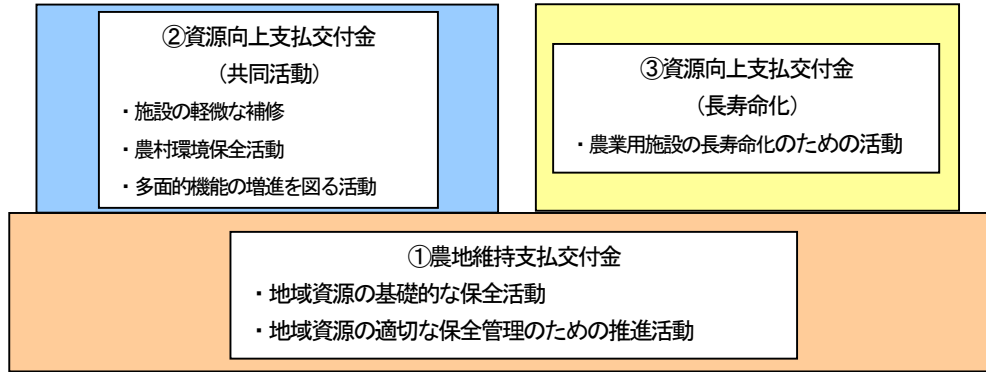 ②資源向上支払交付金
（共同活動）
・施設の軽微な補修
・農村環境保全活動
・多面的機能の増進を図る活動
③資源向上支払交付金
（長寿命化）
・農業用施設の長寿命化のための活動
①農地維持支払交付金
・地域資源の基礎的な保全活動
・地域資源の適切な保全管理のための推進活動